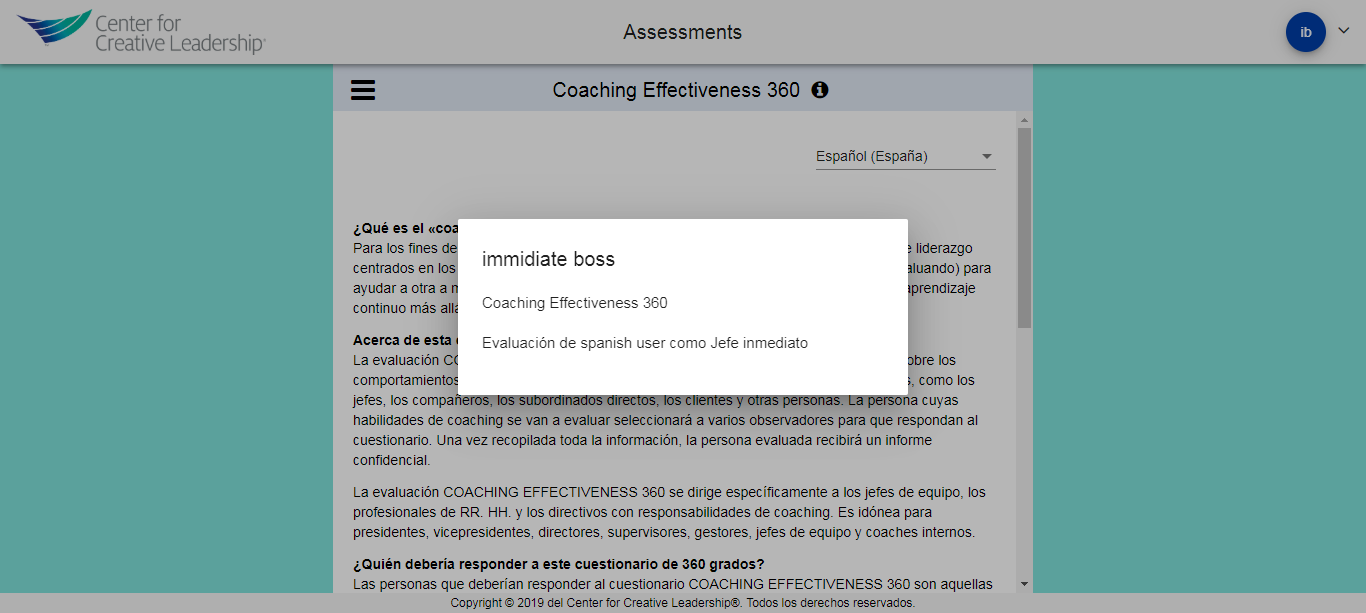 Center for
Creative Leadership®
Assessments
ib
Coaching Effectiveness 360
Español (España)
¿Qué es el «coa
Para los fines de e liderazgo
centrados en los aluando) para
ayudar a otra a m aprendizaje
continuo más allá
immidiate boss
Coaching Effectiveness 360
Evaluación de spanish user como Jefe inmediato
Acerca de esta
La evaluación CO obre los
comportamientos s, como los
jefes, los compañeros, los subordinados directos, los clientes y otras personas. La persona cuyas
habilidades de coaching se van a evaluar seleccionará a varios observadores para que respondan al
cuestionario. Una vez recopilada toda la información, la persona evaluada recibirá un informe
confidencial.
La evaluación COACHING EFFECTIVENESS 360 se dirige específicamente a los jefes de equipo, los
profesionales de RR. HH. y los directivos con responsabilidades de coaching. Es idónea para
presidentes, vicepresidentes, directores, supervisores, gestores, jefes de equipo y coaches internos.
¿Quién debería responder a este cuestionario de 360 grados?
Las personas que deberían responder al cuestionario COACHING EFFECTIVENESS 360 son aquellas
Copyright © 2019 del Center for Creative Leadership®. Todos los derechos reservados.